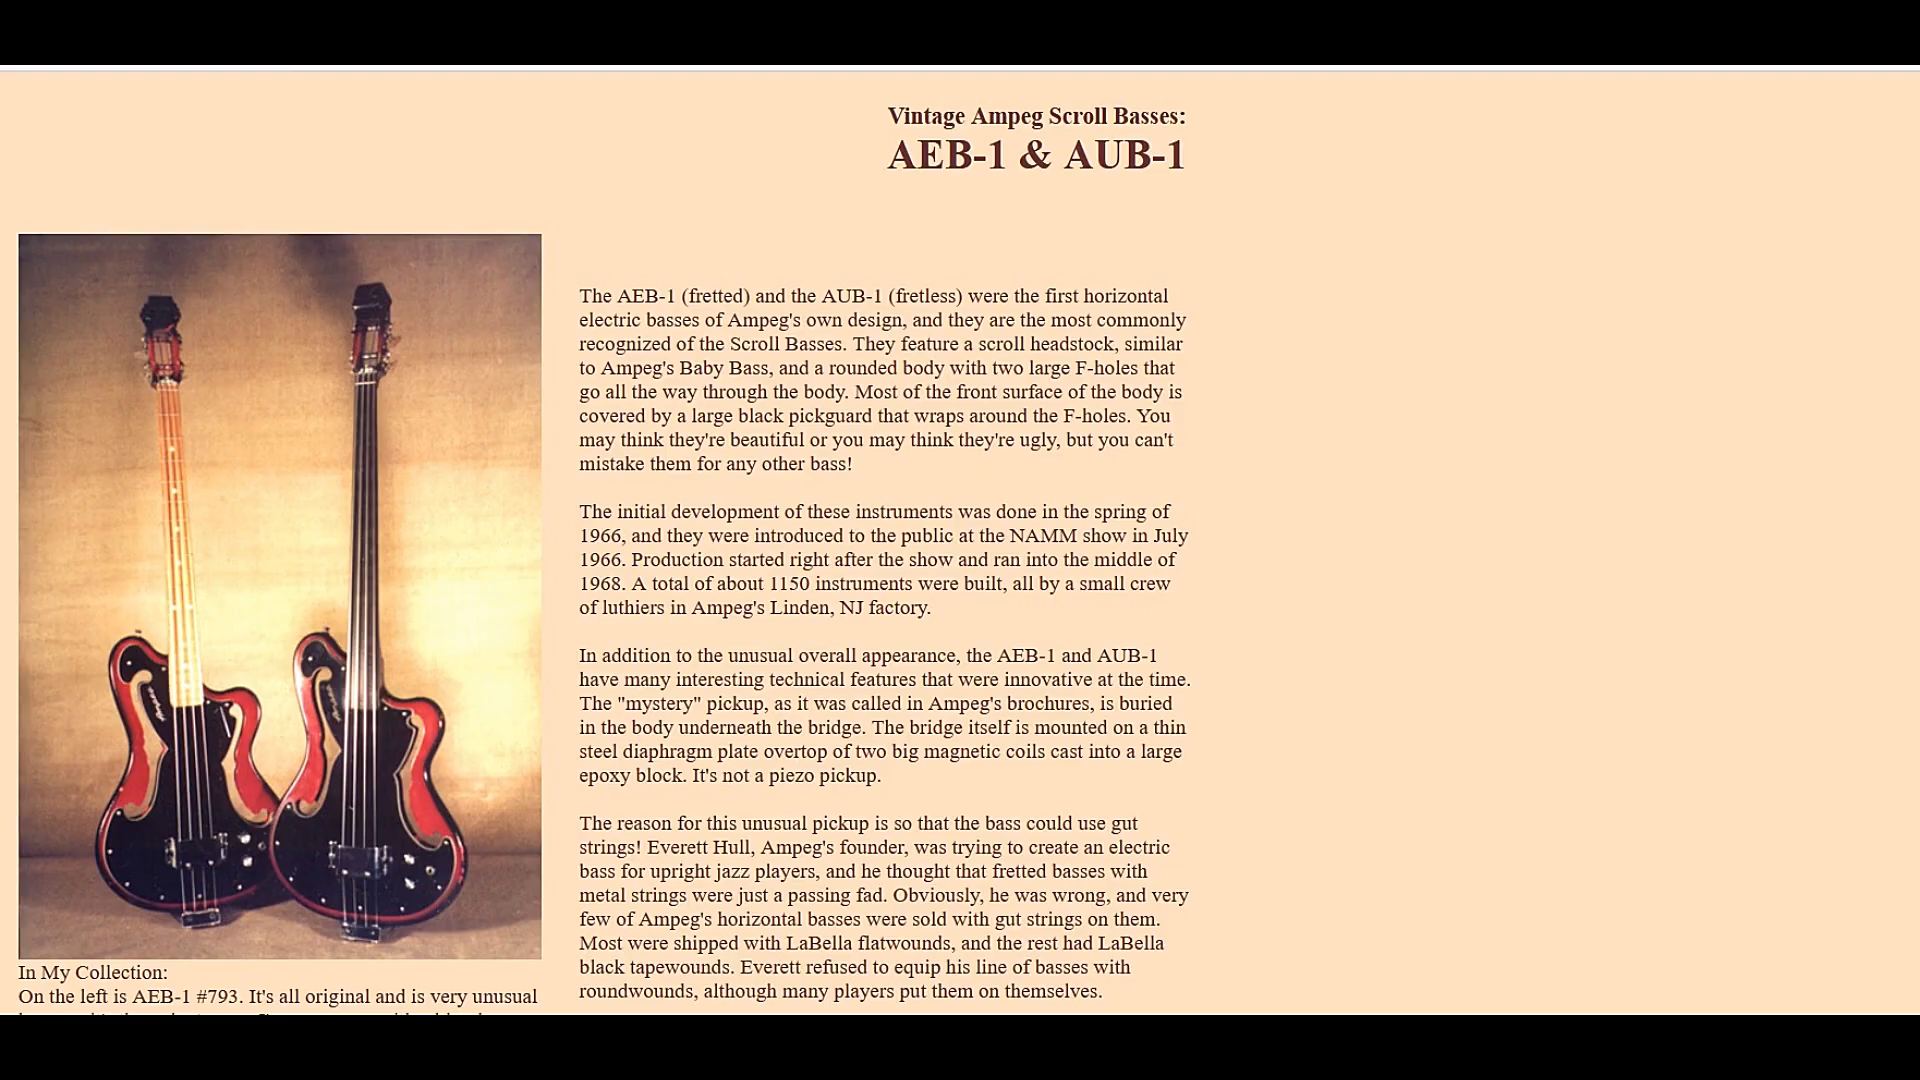 Vintage Ampeg Scroll Basses:
AEB-1 & AUB-1
The AEB-1 (fretted) and the AUB-1 (fretless) were the first horizontal
electric basses of Ampeg's own design, and they are the most commonly
recognized of the Scroll Basses. They feature a scroll headstock, similar
to Ampeg's Baby Bass, and a rounded body with two large F-holes that
go all the way through the body. Most of the front surface of the body is
covered by a large black pickguard that wraps around the F-holes. You
may think they're beautiful or you may think they're ugly, but you can't
mistake them for any other bass!
The initial development of these instruments was done in the spring of
1966, and they were introduced to the public at the NAMM show in July
1966. Production started right after the show and ran into the middle of
1968. A total of about 1150 instruments were built, all by a small crew
of luthiers in Ampeg's Linden, NJ factory.
In addition to the unusual overall appearance, the AEB-1 and AUB-1
have many interesting technical features that were innovative at the time.
The "mystery" pickup, as it was called in Ampeg's brochures, is buried
in the body underneath the bridge. The bridge itself is mounted on a thin
steel diaphragm plate overtop of two big magnetic coils cast into a large
epoxy block. It's not a piezo pickup.
The reason for this unusual pickup is so that the bass could use gut
strings! Everett Hull, Ampeg's founder, was trying to create an electric
bass for upright jazz players, and he thought that fretted basses with
metal strings were just a passing fad. Obviously, he was wrong, and very
few of Ampeg's horizontal basses were sold with gut strings on them.
Most were shipped with LaBella flatwounds, and the rest had LaBella
black tapewounds. Everett refused to equip his line of basses with
roundwounds, although many players put them on themselves.
In My Collection:
On the left is AEB-1 #793. It's all original and is very unusual